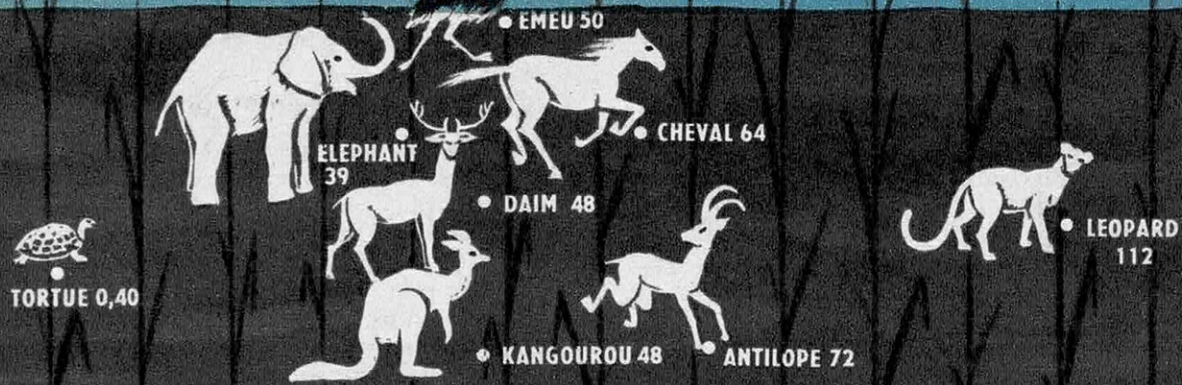 EMEU 50
CHEVAL 64
ELEPHANT
39
DAIM 48
LEOPARD
112
TORTUE 0,40
KANGOUROU 48
ANTILOPE 72